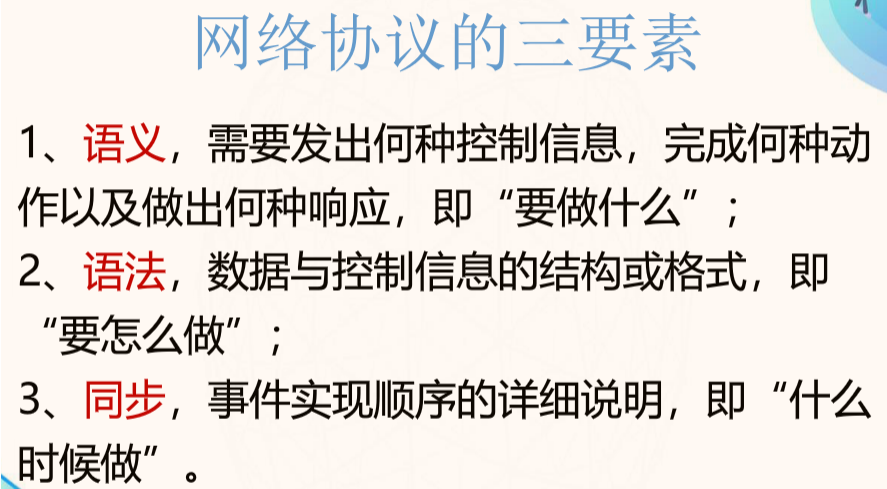 网络协议的三要素
1、语义，需要发出何种控制信息，完成何种动
作以及做出何种响应，即“要做什么”；
2、语法，数据与控制信息的结构或格式，即
“要怎么做”；
3、同步，事件实现顺序的详细说明，即“什么
时候做”。